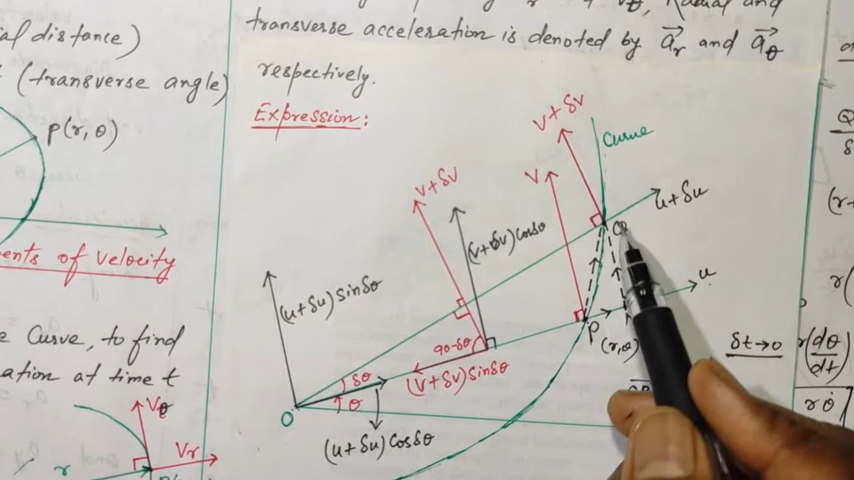 al distance)
(transverse angle)
P(r, θ)
ents of velocity
e Curve, to find
ation at time t
Vθ
Vr
r
transverse acceleration is denoted by a⃗r and a⃗θ
respectively.
Expression:
V+δV
Curve
V
V+δV
u+δu
(V+δV)cosδθ
(u+δu)sinδθ
u
P
(r,θ)
90-δθ
δθ
(V+δV)sinδθ
θ
O
(u+δu)cosδθ
δt→0
(r+
r(
r(dθ/dt)
rθ̇